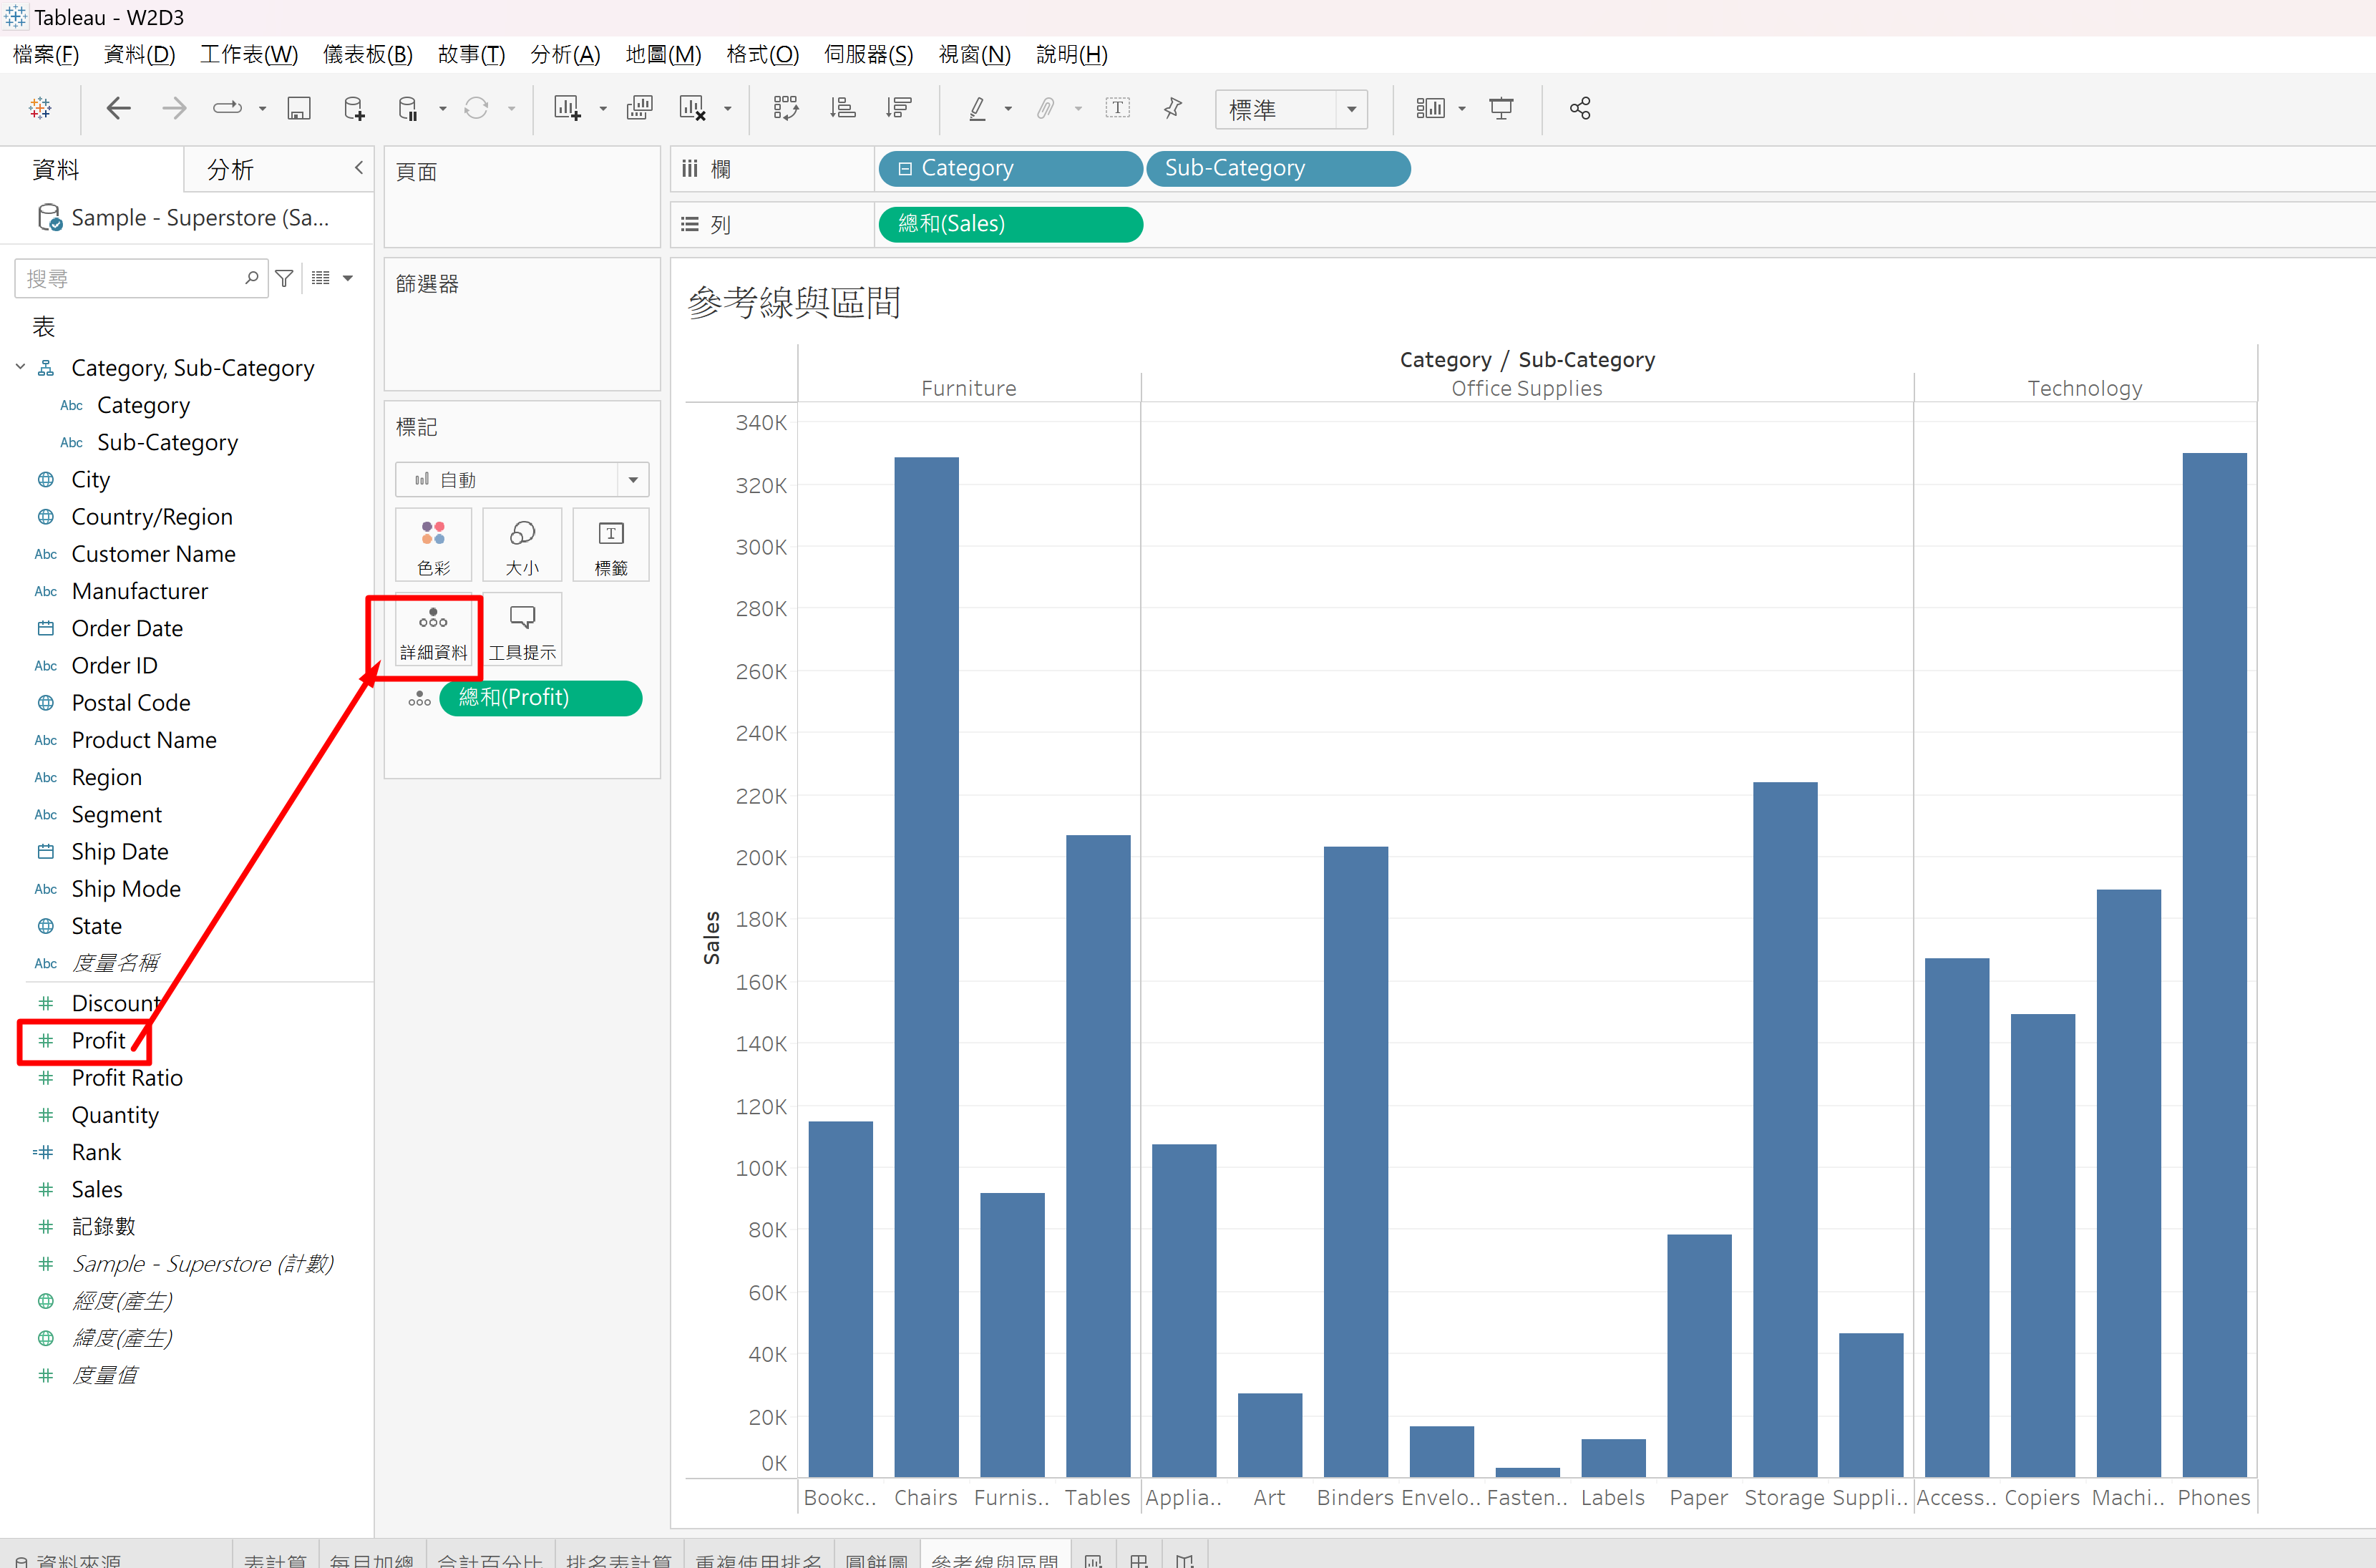 Tableau - W2D3
檔案(F) 資料(D) 工作表(W) 儀表板(B) 故事(T) 分析(A) 地圖(M) 格式(O) 伺服器(S) 視窗(N) 說明(H)
標準
資料 分析
Sample - Superstore (Sa...
搜尋
表
Category, Sub-Category
Abc Category
Abc Sub-Category
City
Country/Region
Abc Customer Name
Abc Manufacturer
Order Date
Abc Order ID
Postal Code
Abc Product Name
Abc Region
Abc Segment
Ship Date
Abc Ship Mode
State
Abc 度量名稱
# Discount
# Profit
# Profit Ratio
# Quantity
=# Rank
# Sales
# 記錄數
# Sample - Superstore (計數)
經度(產生)
緯度(產生)
# 度量值
頁面
篩選器
標記
自動
色彩 大小 標籤
詳細資料 工具提示
總和(Profit)
欄 Category Sub-Category
列 總和(Sales)
參考線與區間
Category / Sub-Category
Furniture Office Supplies Technology
340K
320K
300K
280K
260K
240K
220K
200K
180K
160K
140K
120K
100K
80K
60K
40K
20K
0K
Sales
Bookc.. Chairs Furnis.. Tables Applia.. Art Binders Envelo.. Fasten.. Labels Paper Storage Suppli.. Access.. Copiers Machi.. Phones
資料來源 表計算 每月加總 合計百分比 排名表計算 重複使用排名 圓餅圖 參考線與區間